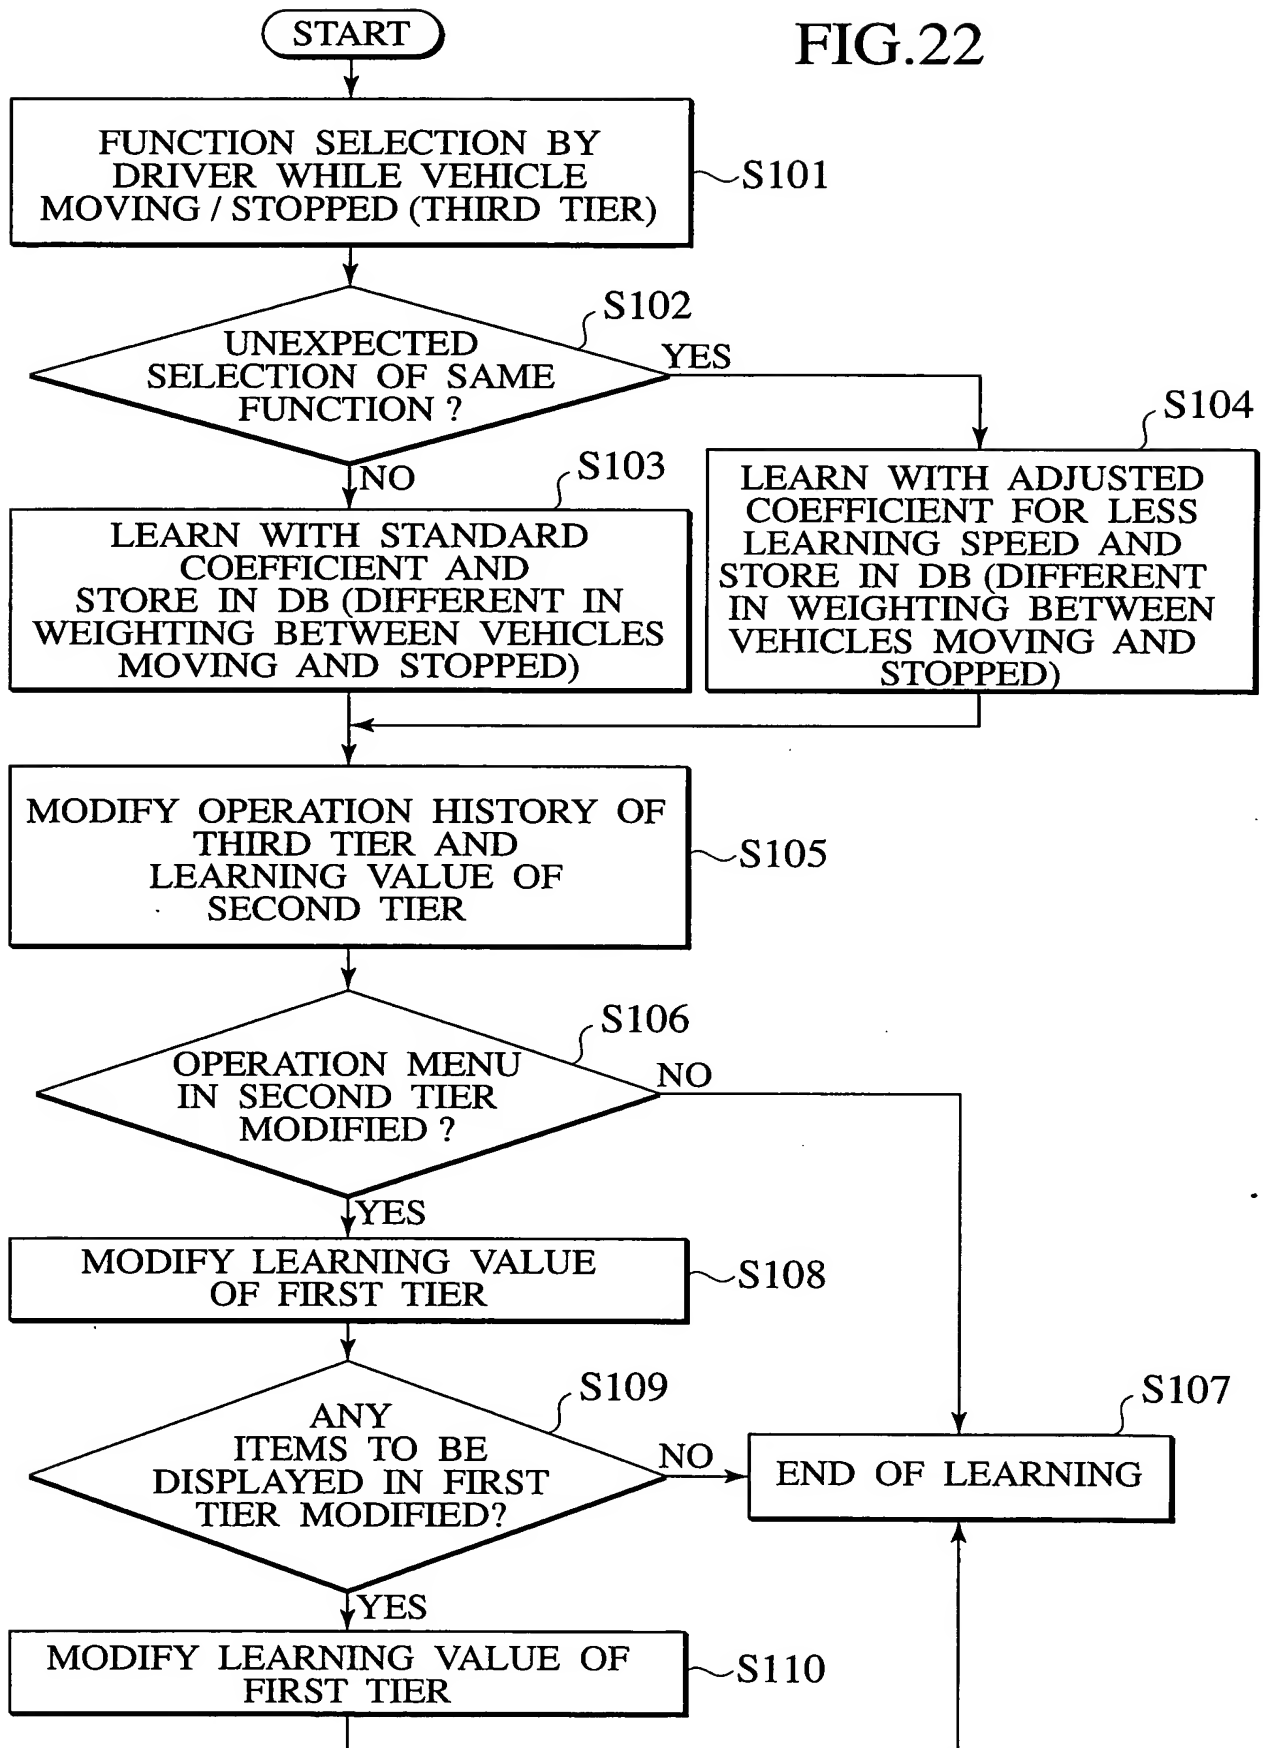 START
FIG.22
FUNCTION SELECTION BY
DRIVER WHILE VEHICLE
MOVING / STOPPED (THIRD TIER)
S101
S102
UNEXPECTED
SELECTION OF SAME
FUNCTION ?
YES
NO
S103
S104
LEARN WITH STANDARD
COEFFICIENT AND
STORE IN DB (DIFFERENT IN
WEIGHTING BETWEEN VEHICLES
MOVING AND STOPPED)
LEARN WITH ADJUSTED
COEFFICIENT FOR LESS
LEARNING SPEED AND
STORE IN DB (DIFFERENT
IN WEIGHTING BETWEEN
VEHICLES MOVING AND
STOPPED)
MODIFY OPERATION HISTORY OF
THIRD TIER AND
LEARNING VALUE OF
SECOND TIER
S105
S106
OPERATION MENU
IN SECOND TIER
MODIFIED ?
NO
YES
MODIFY LEARNING VALUE
OF FIRST TIER
S108
S109
ANY
ITEMS TO BE
DISPLAYED IN FIRST
TIER MODIFIED?
NO
S107
END OF LEARNING
YES
MODIFY LEARNING VALUE OF
FIRST TIER
S110